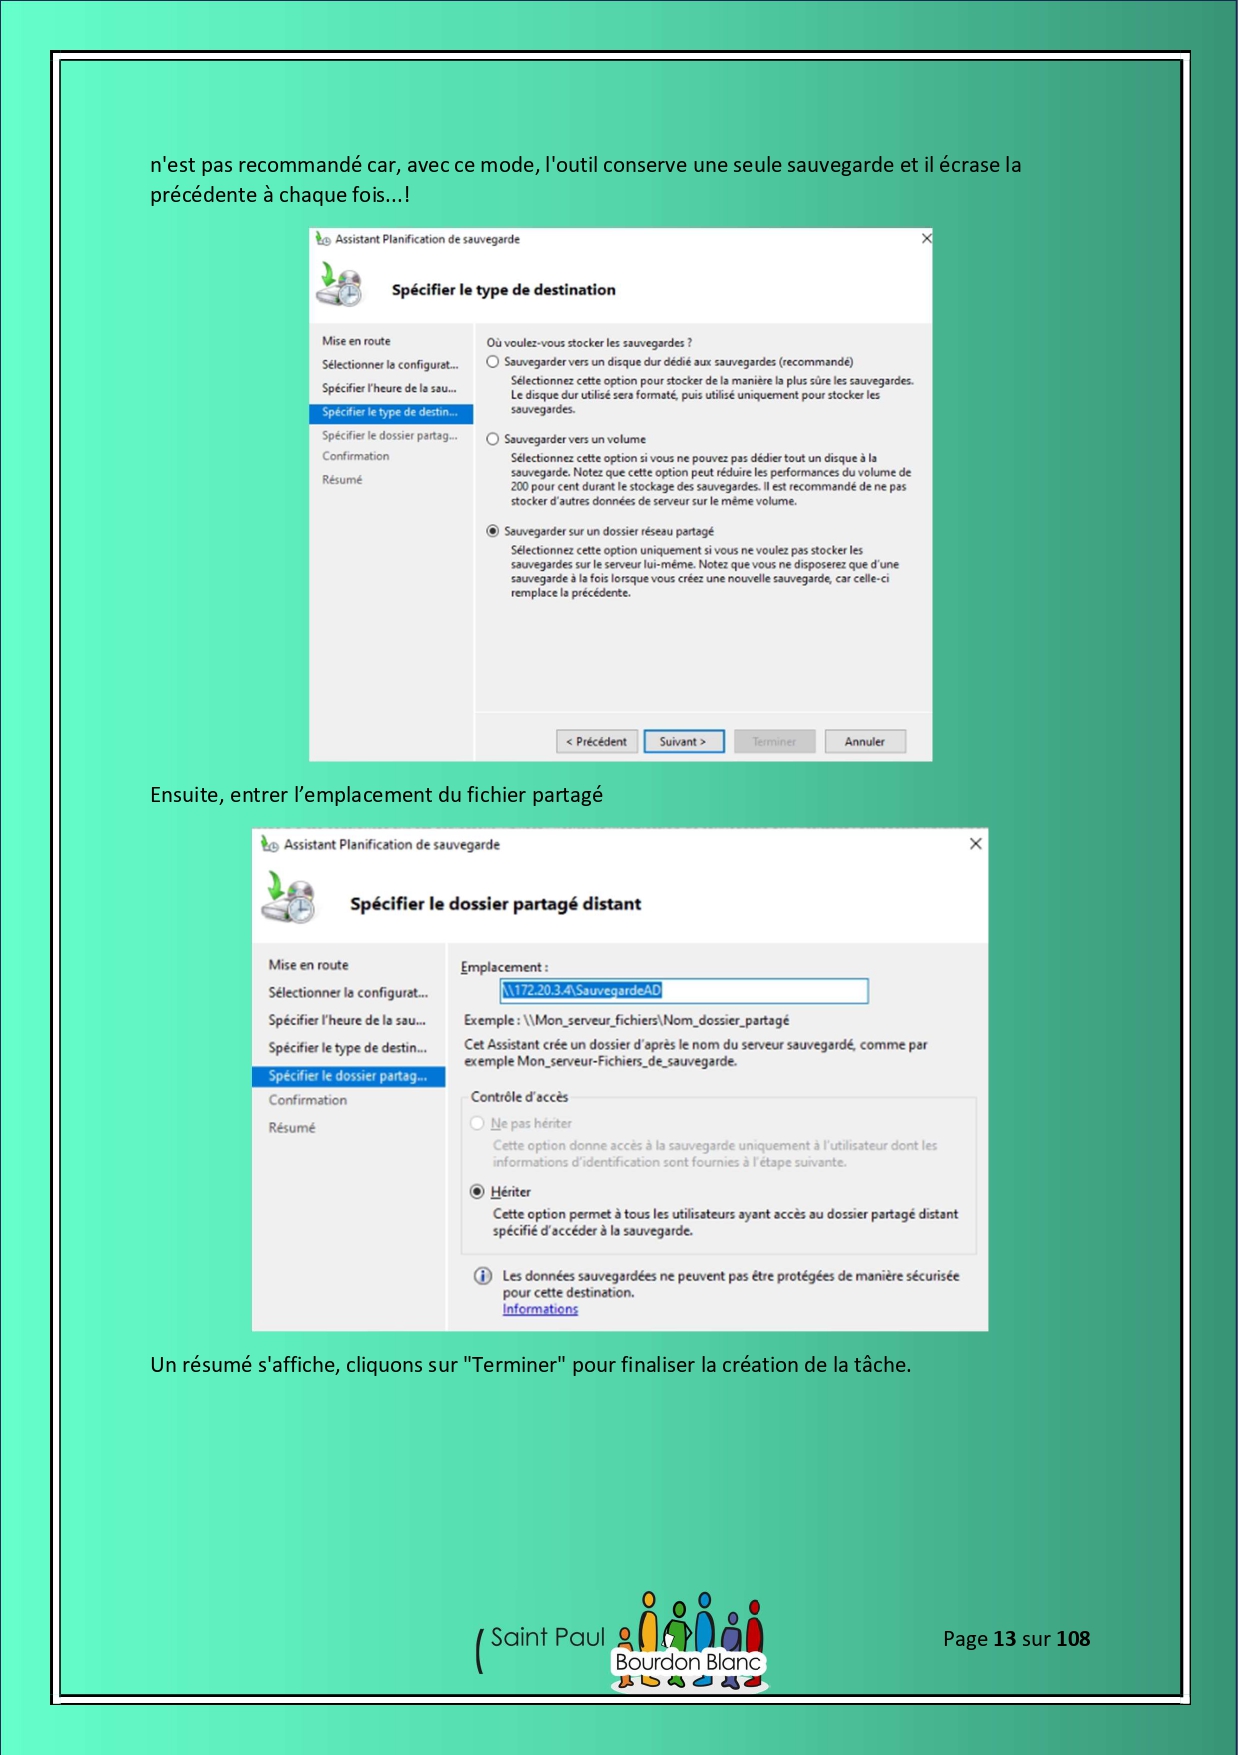 n'est pas recommandé car, avec ce mode, l'outil conserve une seule sauvegarde et il écrase la
précédente à chaque fois...!
Assistant Planification de sauvegarde
Spécifier le type de destination
Mise en route
Sélectionner la configurat...
Spécifier l'heure de la sau...
Spécifier le type de destin...
Spécifier le dossier partag...
Confirmation
Résumé
Où voulez-vous stocker les sauvegardes ?
Sauvegarder vers un disque dur dédié aux sauvegardes (recommandé)
Sélectionnez cette option pour stocker de la manière la plus sûre les sauvegardes.
Le disque dur utilisé sera formaté, puis utilisé uniquement pour stocker les
sauvegardes.
Sauvegarder vers un volume
Sélectionnez cette option si vous ne pouvez pas dédier tout un disque à la
sauvegarde. Notez que cette option peut réduire les performances du volume de
200 pour cent durant le stockage des sauvegardes. Il est recommandé de ne pas
stocker d'autres données de serveur sur le même volume.
Sauvegarder sur un dossier réseau partagé
Sélectionnez cette option uniquement si vous ne voulez pas stocker les
sauvegardes sur le serveur lui-même. Notez que vous ne disposerez que d'une
sauvegarde à la fois lorsque vous créez une nouvelle sauvegarde, car celle-ci
remplace la précédente.
< Précédent
Suivant >
Terminer
Annuler
Ensuite, entrer l’emplacement du fichier partagé
Assistant Planification de sauvegarde
Spécifier le dossier partagé distant
Mise en route
Sélectionner la configurat...
Spécifier l'heure de la sau...
Spécifier le type de destin...
Spécifier le dossier partag...
Confirmation
Résumé
Emplacement :
\\172.20.3.4\SauvegardeAD
Exemple : \\Mon_serveur_fichiers\Nom_dossier_partagé
Cet Assistant crée un dossier d'après le nom du serveur sauvegardé, comme par
exemple Mon_serveur-Fichiers_de_sauvegarde.
Contrôle d'accès
Ne pas hériter
Cette option donne accès à la sauvegarde uniquement à l'utilisateur dont les
informations d'identification sont fournies à l'étape suivante.
Hériter
Cette option permet à tous les utilisateurs ayant accès au dossier partagé distant
spécifié d'accéder à la sauvegarde.
Les données sauvegardées ne peuvent pas être protégées de manière sécurisée
pour cette destination.
Informations
Un résumé s'affiche, cliquons sur "Terminer" pour finaliser la création de la tâche.
Saint Paul
Bourdon Blanc
Page 13 sur 108